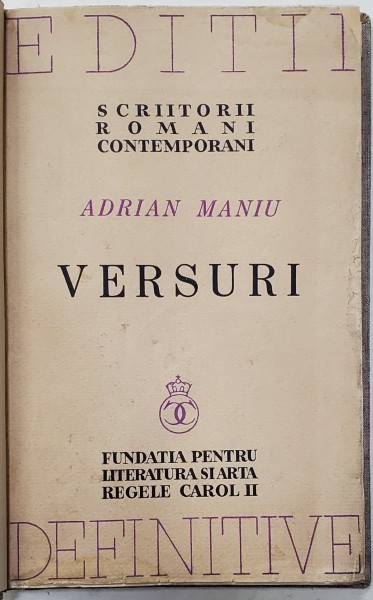 EDITII
SCRIITORII
ROMANI
CONTEMPORANI
ADRIAN MANIU
VERSURI
FUNDATIA PENTRU
LITERATURA SI ARTA
REGELE CAROL II
DEFINITIVE